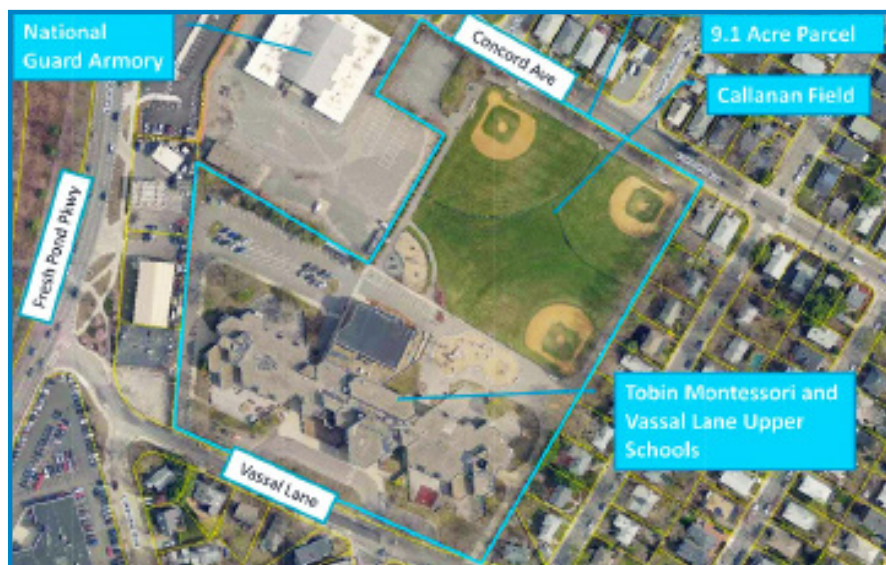 National
Guard Armory
Concord Ave
9.1 Acre Parcel
Callanan Field
Fresh Pond Pkwy
Tobin Montessori and
Vassal Lane Upper
Schools
Vassal Lane